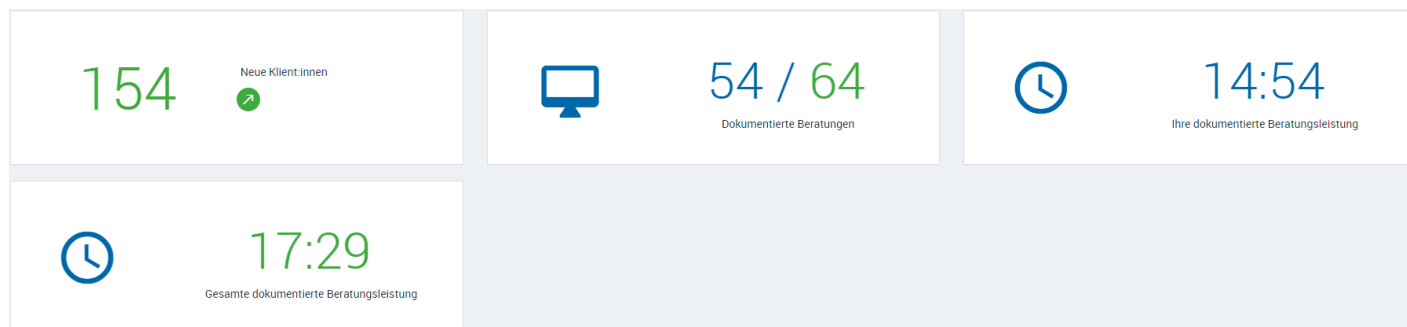 154
Neue Klient:innen
54 / 64
Dokumentierte Beratungen
14:54
Ihre dokumentierte Beratungsleistung
17:29
Gesamte dokumentierte Beratungsleistung